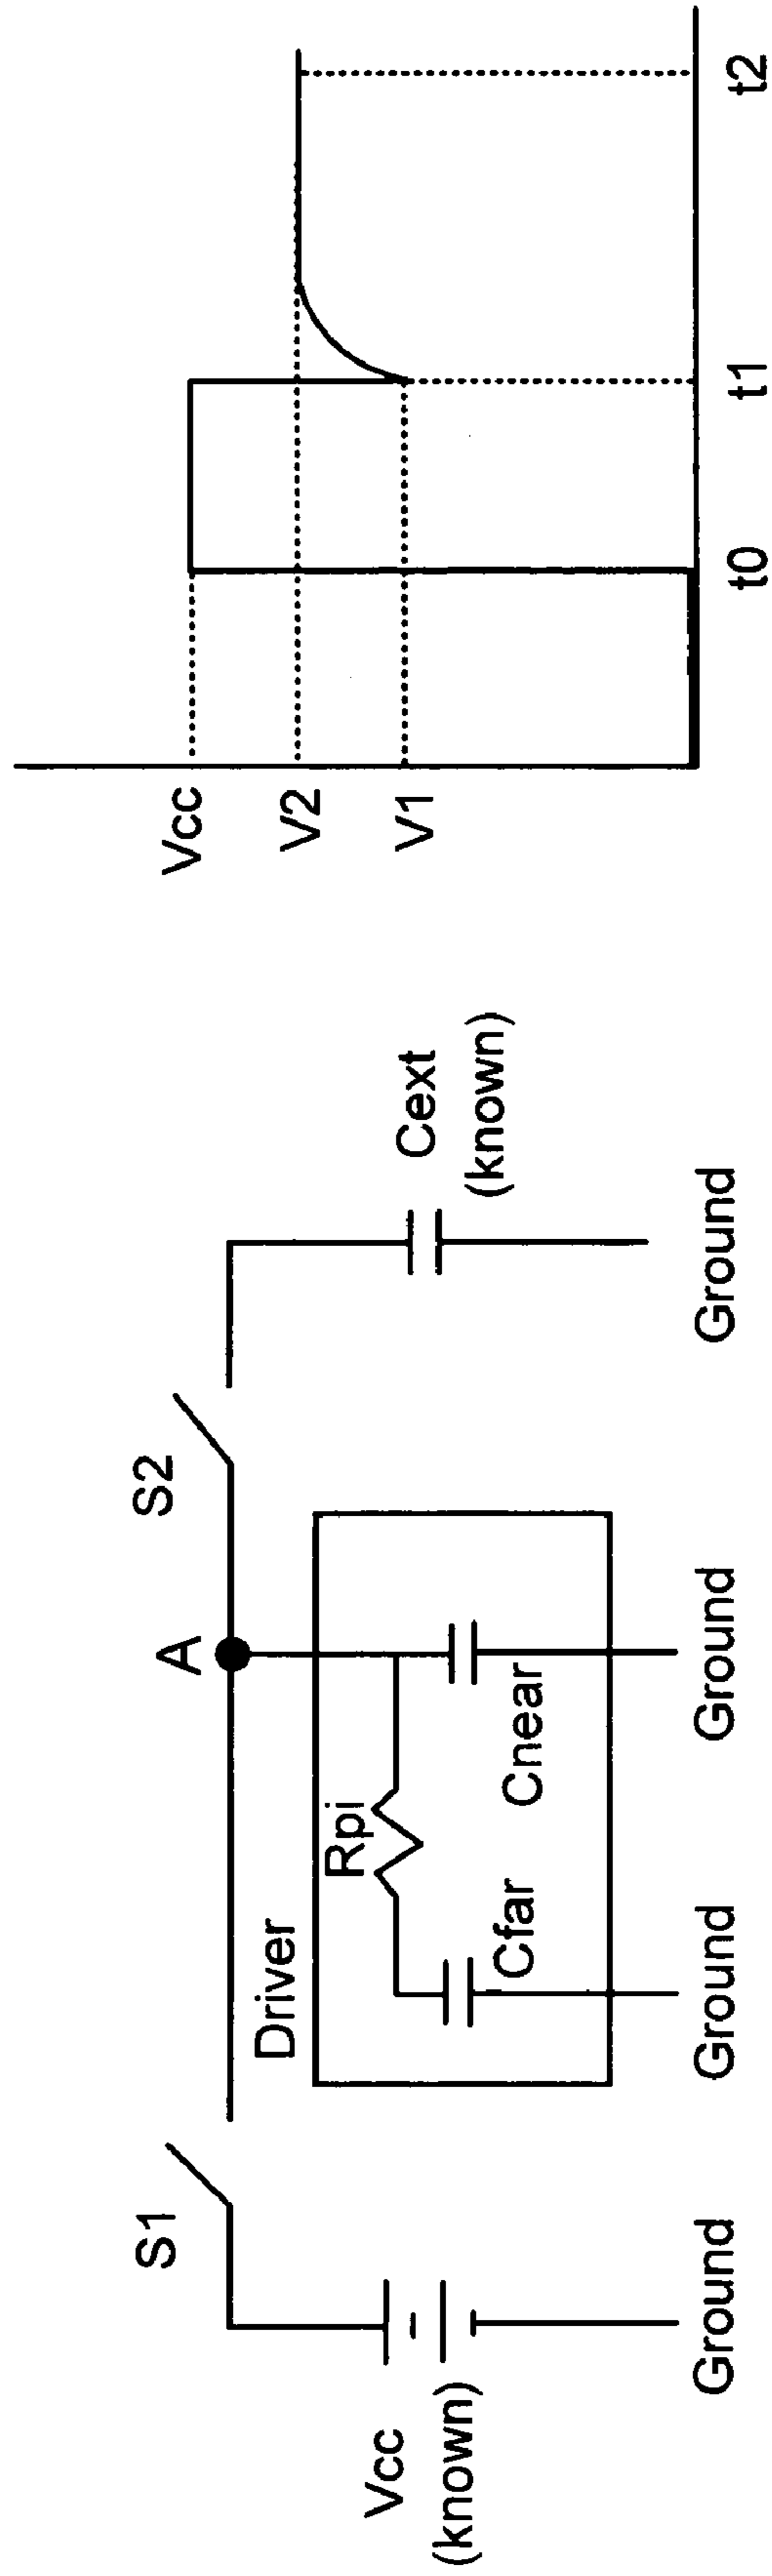 Vcc
(known)
S1
Driver
Rpi
Cfar
Cnear
A
S2
Cext
(known)
Ground
Ground
Ground
Ground
Vcc
V2
V1
t0
t1
t2